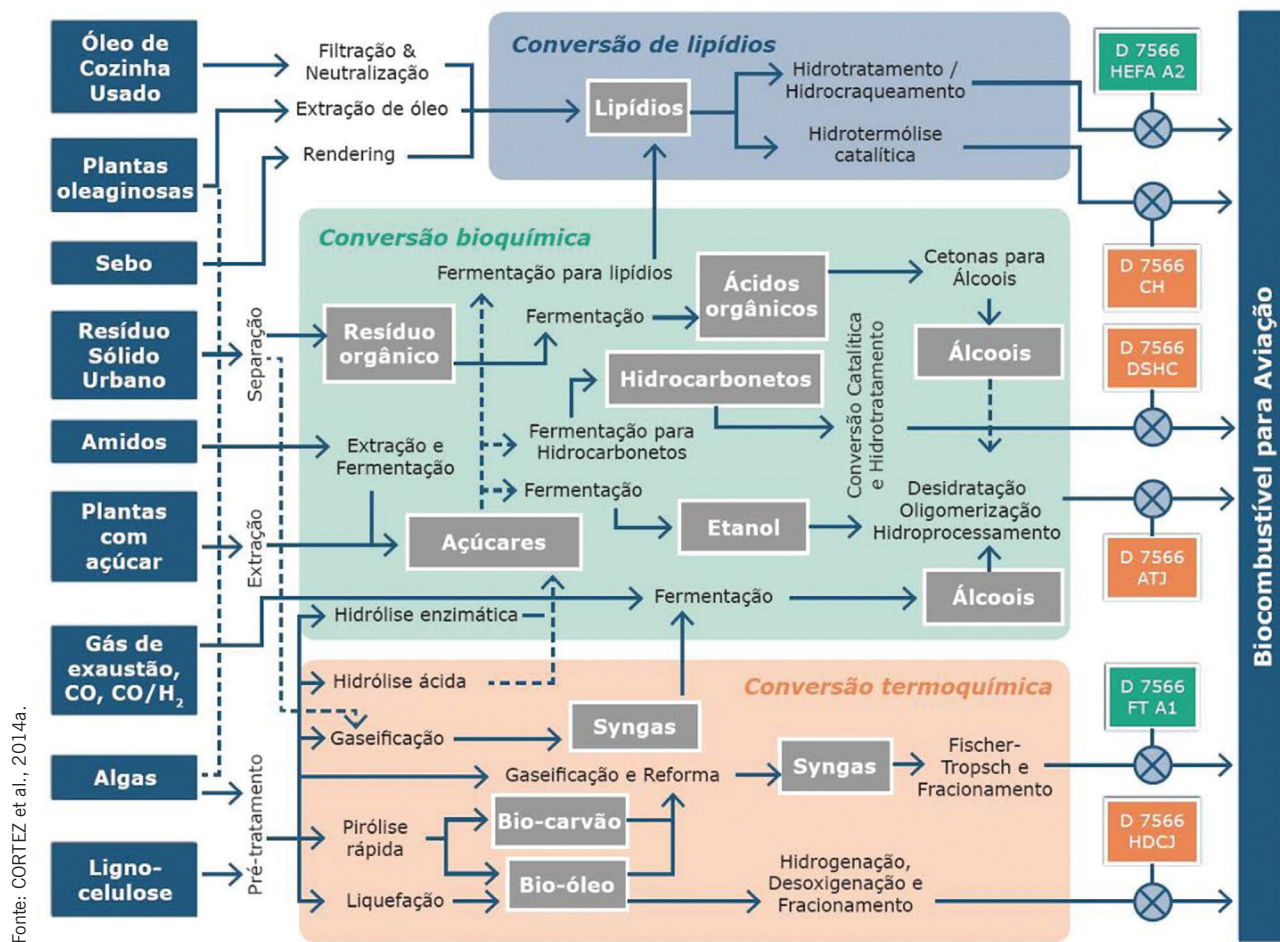 Óleo de
Cozinha
Usado
Plantas
oleaginosas
Sebo
Resíduo
Sólido
Urbano
Amidos
Plantas
com
açúcar
Gás de
exaustão,
CO, CO/H₂
Algas
Ligno-
celulose
Filtração &
Neutralização
Extração de óleo
Rendering
Separação
Extração
Pré-tratamento
Conversão de lipídios
Lipídios
Hidrotratamento /
Hidrocraqueamento
Hidrotermólise
catalítica
Conversão bioquímica
Fermentação para lipídios
Resíduo
orgânico
Fermentação
Ácidos
orgânicos
Cetonas para
Álcoois
Álcoois
Hidrocarbonetos
Conversão Catalítica
e Hidrotratamento
Extração e
Fermentação
Fermentação para
Hidrocarbonetos
Fermentação
Açúcares
Etanol
Desidratação
Oligomerização
Hidroprocessamento
Hidrólise enzimática
Fermentação
Álcoois
Conversão termoquímica
Hidrólise ácida
Gaseificação
Syngas
Gaseificação e Reforma
Syngas
Fischer-
Tropsch e
Fracionamento
Pirólise
rápida
Bio-carvão
Bio-óleo
Liquefação
Hidrogenação,
Desoxigenação e
Fracionamento
D 7566
HEFA A2
D 7566
CH
D 7566
DSHC
D 7566
ATJ
D 7566
FT A1
D 7566
HDCJ
Biocombustível para Aviação
Fonte: CORTEZ et al., 2014a.